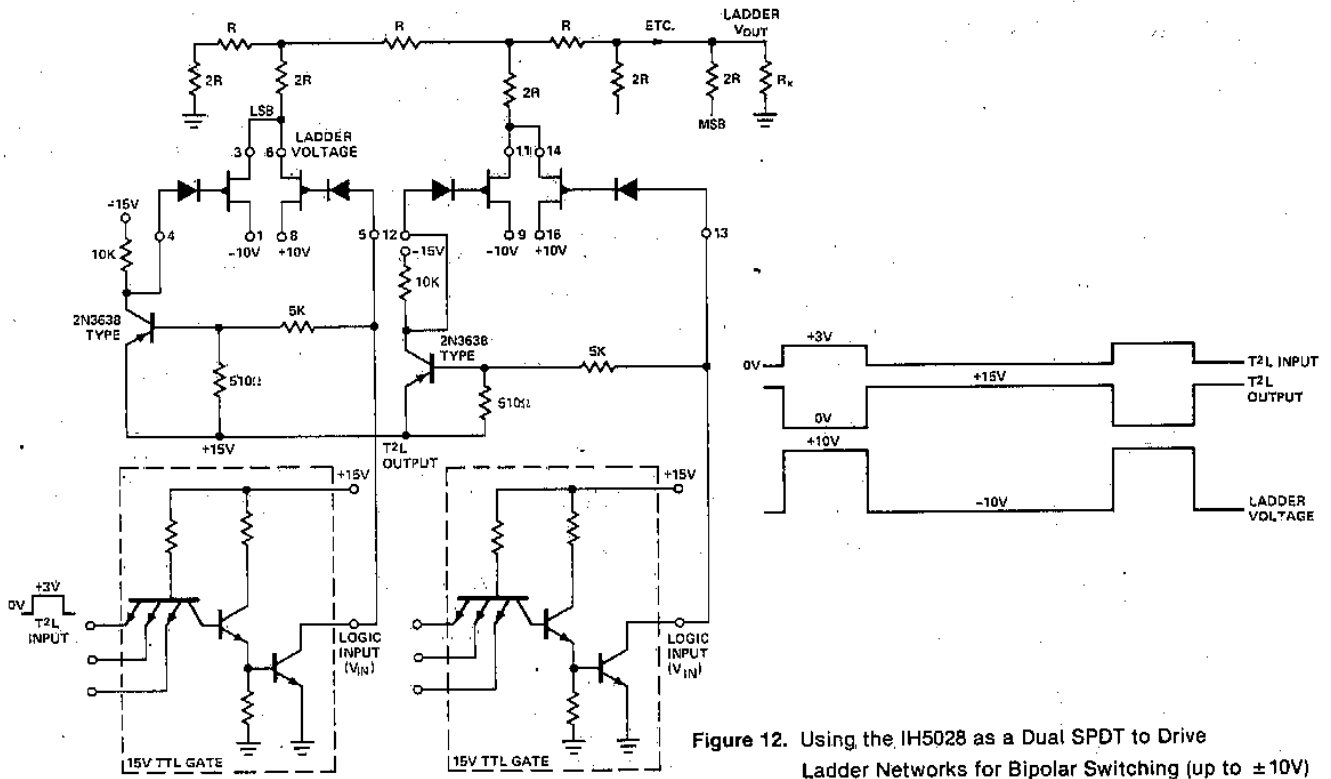 R
R
R
ETC.
LADDER
VOUT
2R
2R
2R
2R
2R
RX
LSB
MSB
3
6
LADDER
VOLTAGE
11
14
-15V
4
1
8
5
12
9
16
13
-10V
+10V
-15V
-10V
+10V
10K
10K
2N3638
TYPE
5K
2N3638
TYPE
5K
510Ω
510Ω
+15V
T²L
OUTPUT
+15V
+15V
0V
+3V
T²L
INPUT
LOGIC
INPUT
(VIN)
LOGIC
INPUT
(VIN)
15V TTL GATE
15V TTL GATE
0V
+3V
T²L INPUT
+15V
T²L
OUTPUT
0V
+10V
-10V
LADDER
VOLTAGE
Figure 12. Using the IH5028 as a Dual SPDT to Drive
Ladder Networks for Bipolar Switching (up to ±10V)